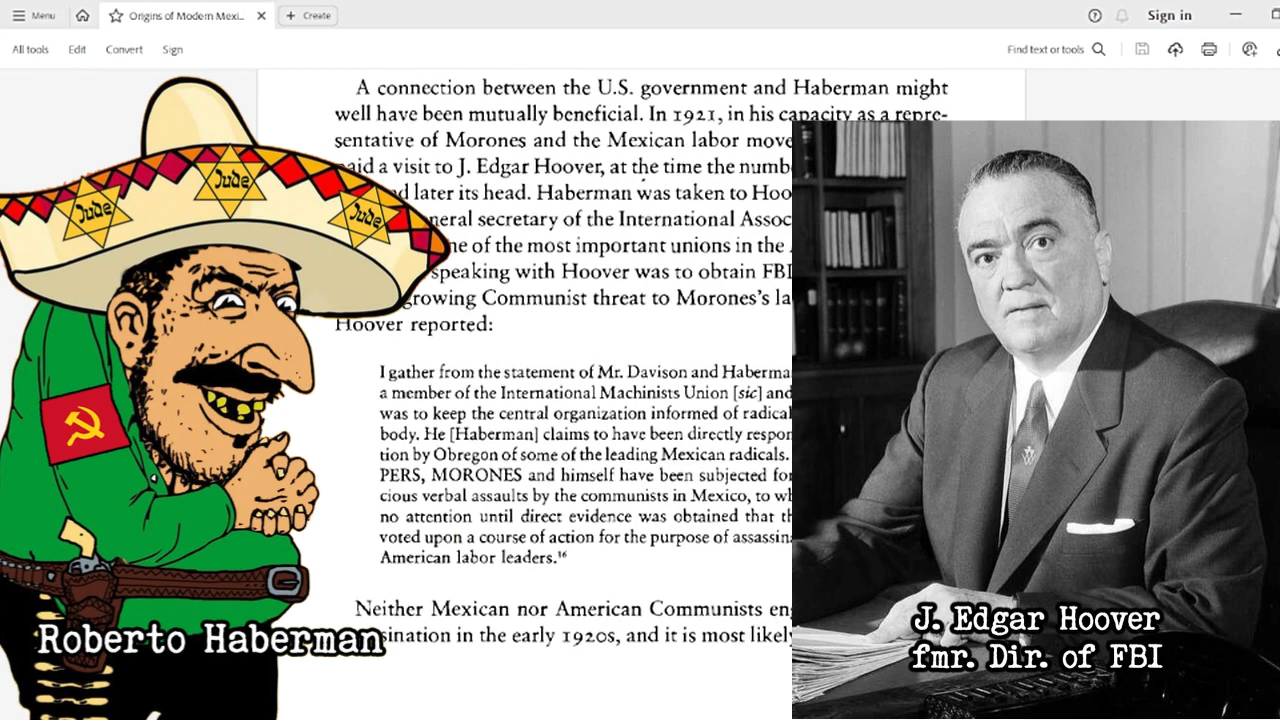 Menu
Origins of Modern Mexi...
Create
Sign in
All tools
Edit
Convert
Sign
Find text or tools
A connection between the U.S. government and Haberman might
well have been mutually beneficial. In 1921, in his capacity as a repre-
sentative of Morones and the Mexican labor
paid a visit to J. Edgar Hoover, at the time the
later its head. Haberman was taken to
secretary of the International
of the most important unions in the
speaking with Hoover was to obtain FBI
growing Communist threat to Morones's
Hoover reported:
I gather from the statement of Mr. Davison and
a member of the International Machinists Union [sic] and
was to keep the central organization informed of
body. He [Haberman] claims to have been directly
tion by Obregon of some of the leading Mexican radicals.
PERS, MORONES and himself have been subjected
cious verbal assaults by the communists in Mexico, to
no attention until direct evidence was obtained that
voted upon a course of action for the purpose of
American labor leaders.16
Neither Mexican nor American Communists
in the early 1920s, and it is most likely
Jude
Jude
Jude
Roberto Haberman
J. Edgar Hoover
fmr. Dir. of FBI